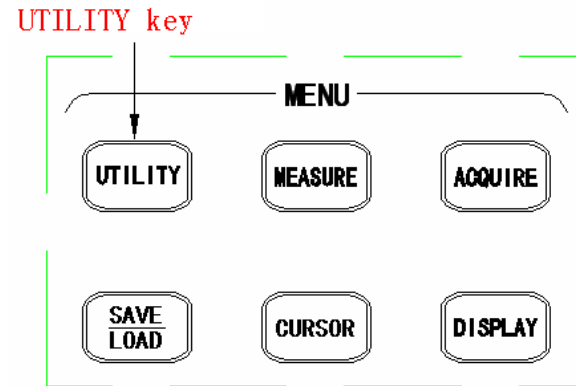 UTILITY key
MENU
UTILITY MEASURE ACQUIRE
SAVE
LOAD
CURSOR DISPLAY